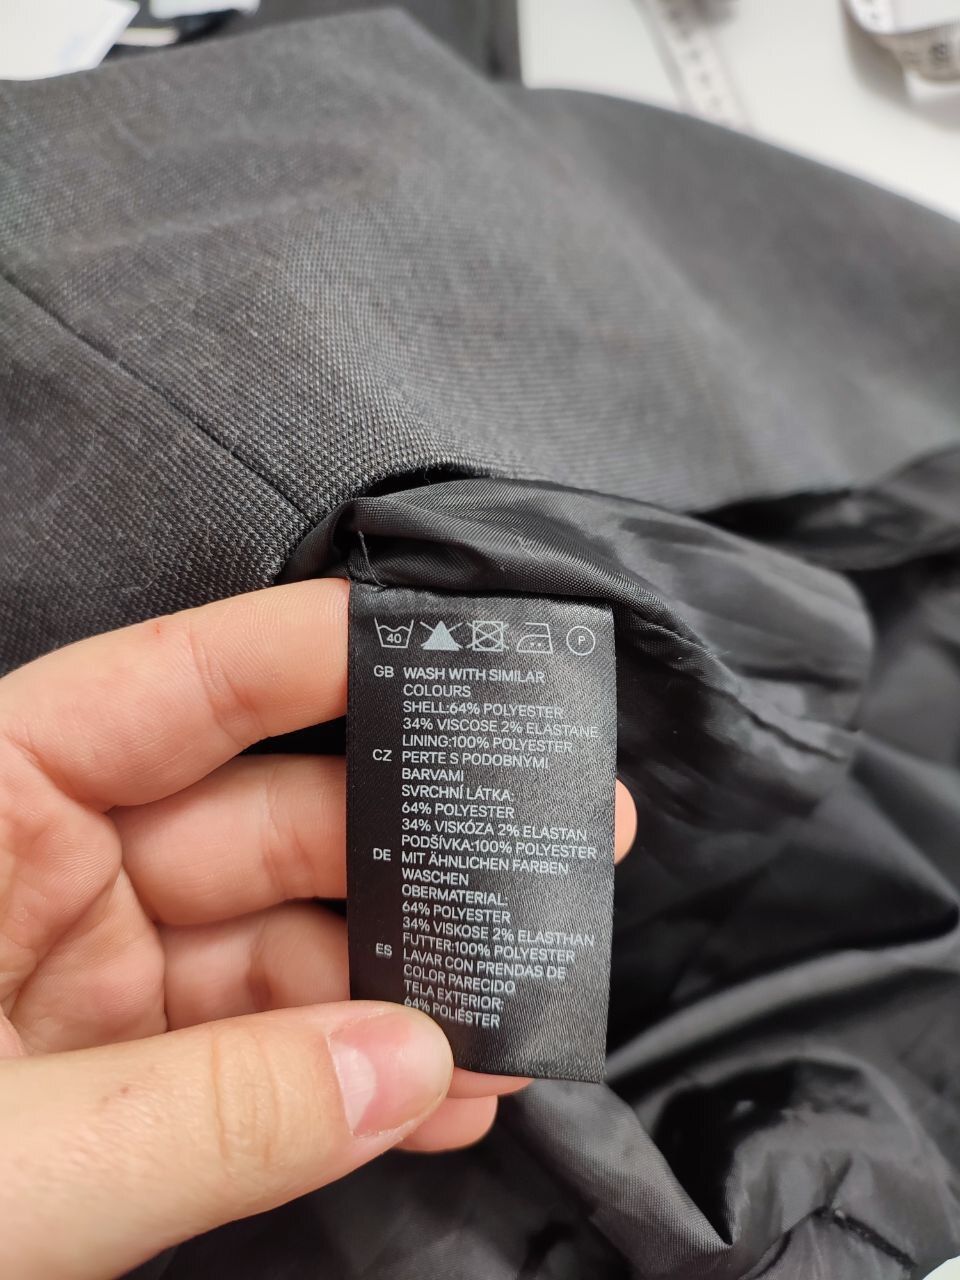 40
P
GB WASH WITH SIMILAR
COLOURS
SHELL:64% POLYESTER
34% VISCOSE 2% ELASTANE
LINING:100% POLYESTER
CZ PERTE S PODOBNÝMI
BARVAMI
SVRCHNÍ LÁTKA:
64% POLYESTER
34% VISKÓZA 2% ELASTAN
PODŠÍVKA:100% POLYESTER
DE MIT ÄHNLICHEN FARBEN
WASCHEN
OBERMATERIAL:
64% POLYESTER
34% VISKOSE 2% ELASTHAN
FUTTER:100% POLYESTER
ES LAVAR CON PRENDAS DE
COLOR PARECIDO
TELA EXTERIOR:
64% POLIÉSTER